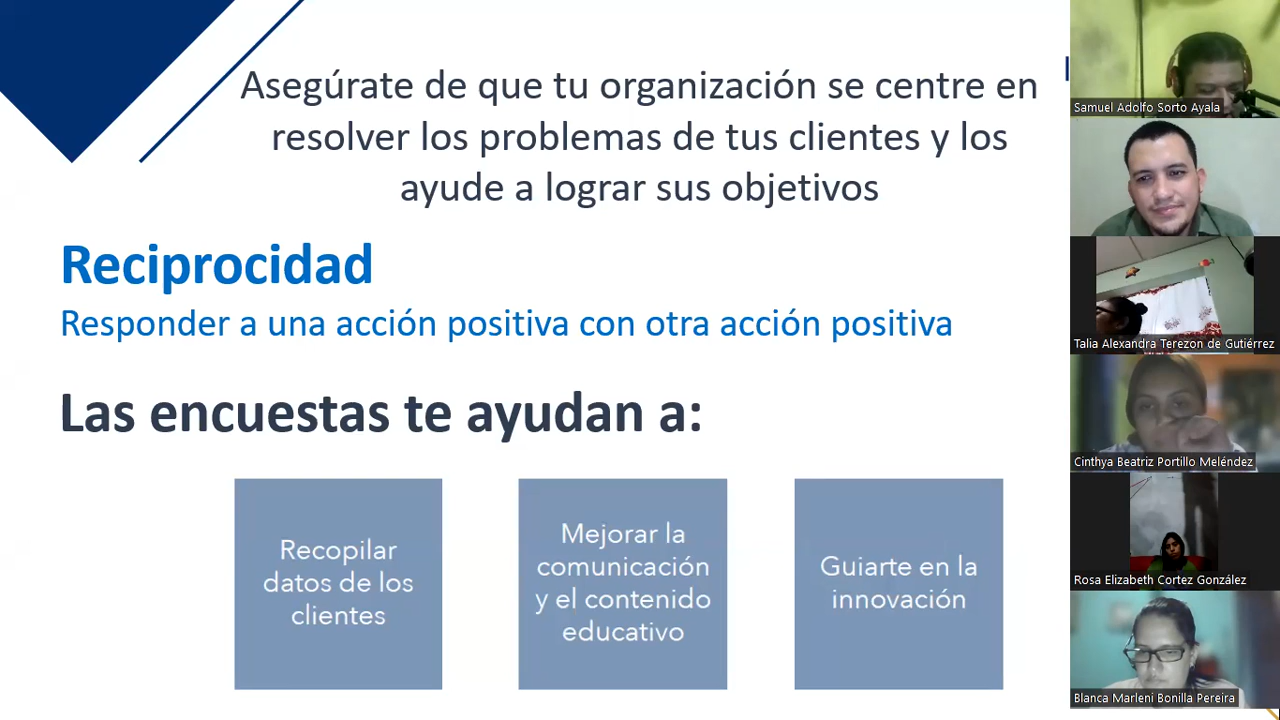 Asegúrate de que tu organización se centre en
resolver los problemas de tus clientes y los
ayude a lograr sus objetivos
Reciprocidad
Responder a una acción positiva con otra acción positiva
Las encuestas te ayudan a:
Recopilar
datos de los
clientes
Mejorar la
comunicación
y el contenido
educativo
Guiarte en la
innovación
Samuel Adolfo Sorto Ayala
Talia Alexandra Terezon de Gutiérrez
Cinthya Beatriz Portillo Meléndez
Rosa Elizabeth Cortez González
Blanca Marleni Bonilla Pereira